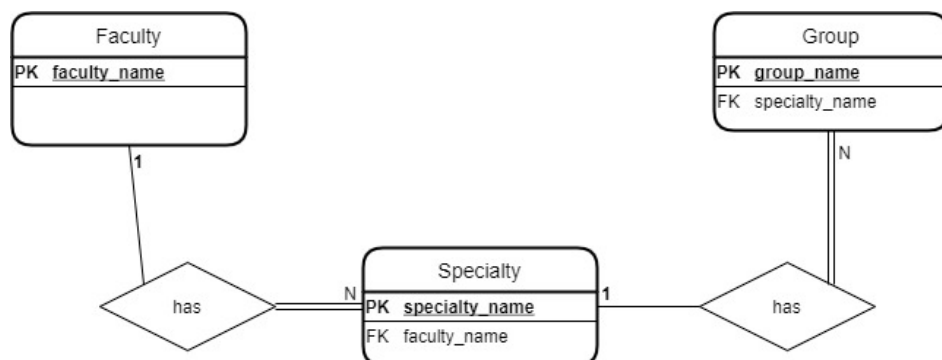 Faculty
PK faculty_name
Group
PK group_name
FK specialty_name
1
N
has
N
Specialty
PK specialty_name
FK faculty_name
1
has